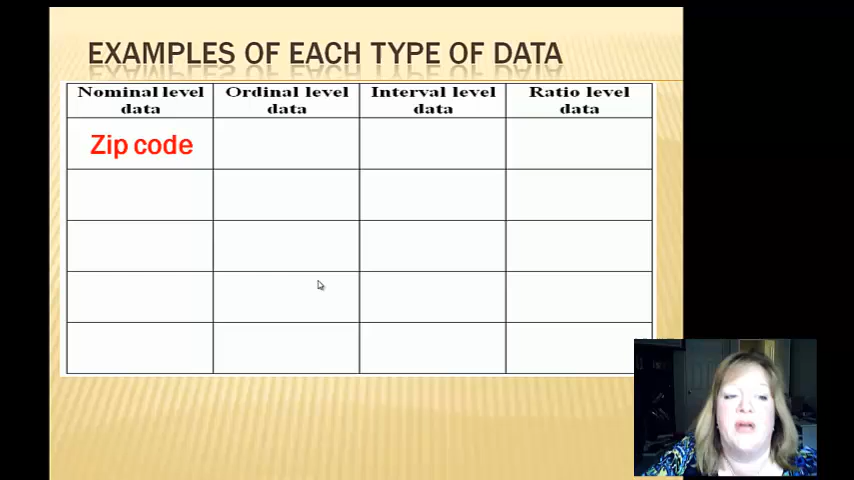 EXAMPLES OF EACH TYPE OF DATA
Nominal level data
Ordinal level data
Interval level data
Ratio level data
Zip code